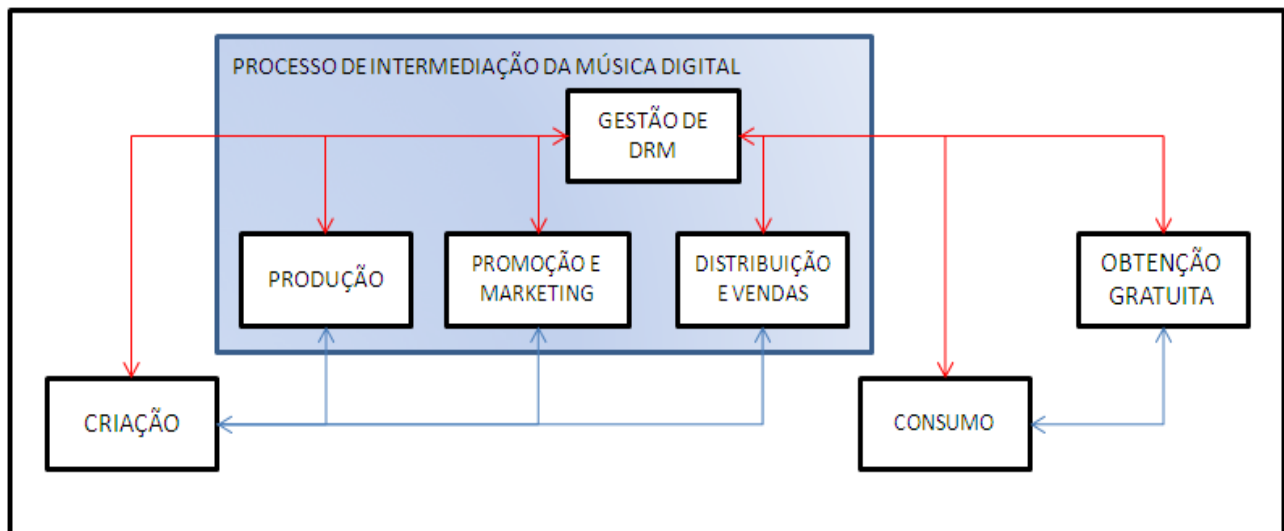 PROCESSO DE INTERMEDIAÇÃO DA MÚSICA DIGITAL
GESTÃO DE
DRM
PRODUÇÃO
PROMOÇÃO E
MARKETING
DISTRIBUIÇÃO
E VENDAS
OBTENÇÃO
GRATUITA
CRIAÇÃO
CONSUMO